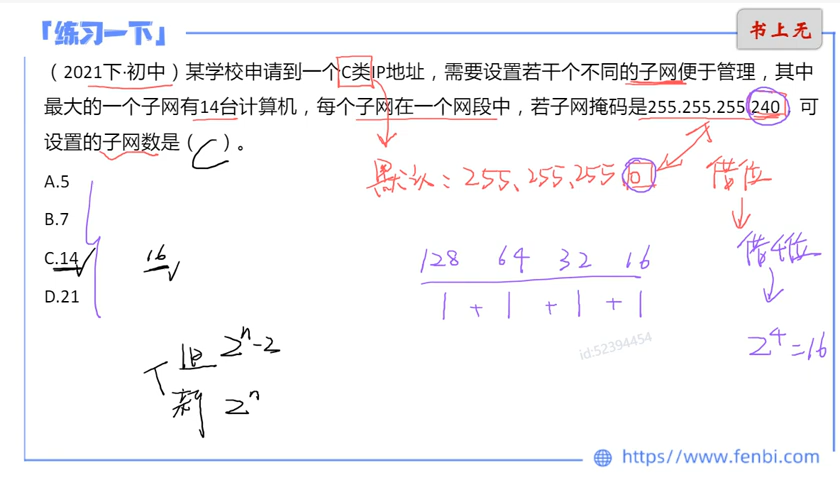 「练习一下」
书上无
（2021下·初中）某学校申请到一个C类IP地址，需要设置若干个不同的子网便于管理，其中
最大的一个子网有14台计算机，每个子网在一个网段中，若子网掩码是255.255.255.240，可
设置的子网数是（C）。
默认：255.255.255.0
借位
A.5
B.7
C.14
D.21
16
128 64 32 16
1 + 1 + 1 + 1
借4位
2^4=16
旧 2^n-2
新 2^n
id:52394454
https://www.fenbi.com